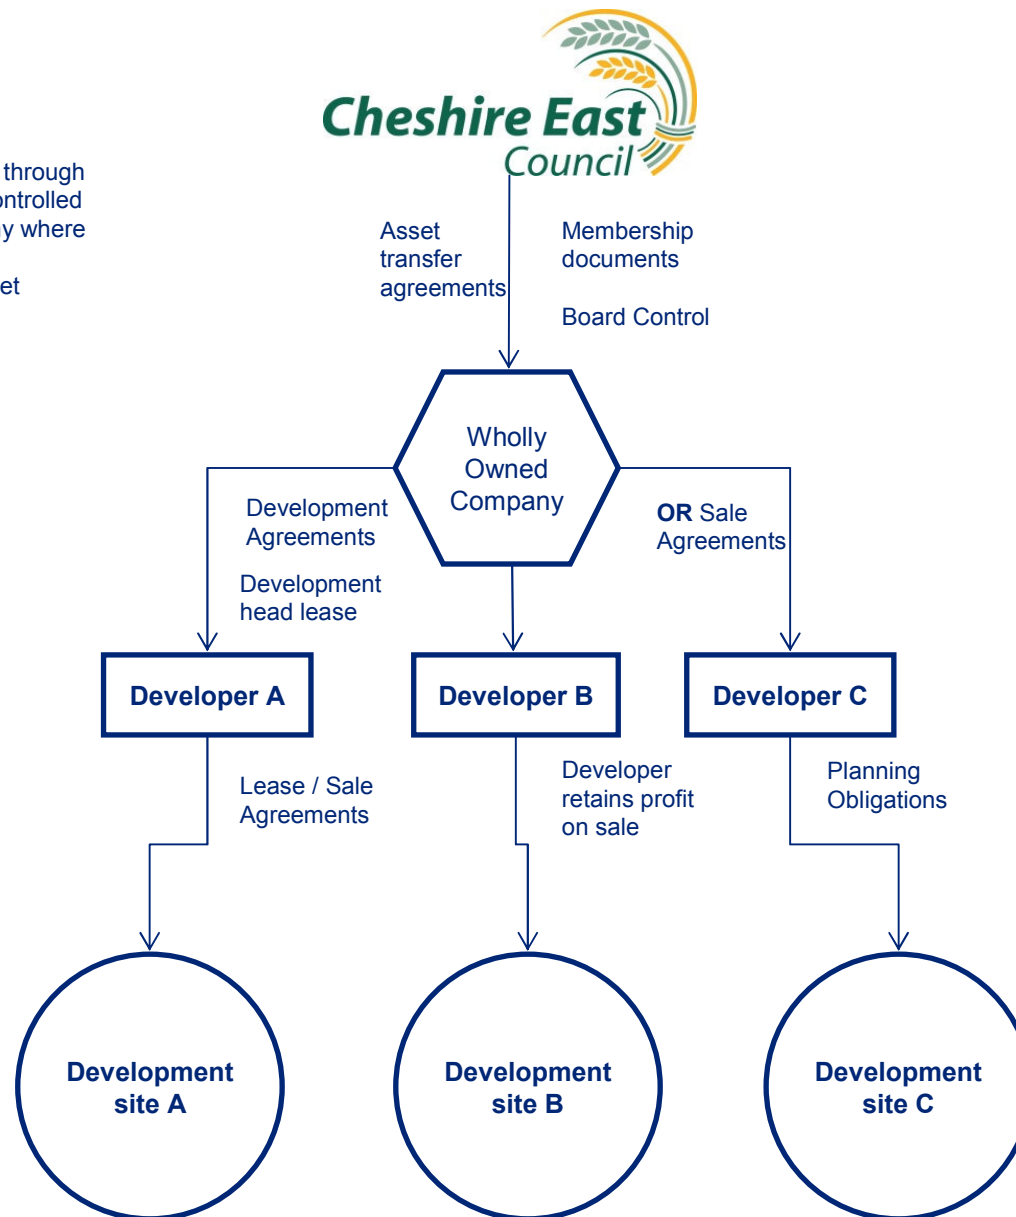 Cheshire East
Council
through
where
Asset
transfer
agreements
Membership
documents
Board Control
Wholly
Owned
Company
Development
Agreements
Development
head lease
OR Sale
Agreements
Developer A
Developer B
Developer C
Lease / Sale
Agreements
Developer
retains profit
on sale
Planning
Obligations
Development
site A
Development
site B
Development
site C